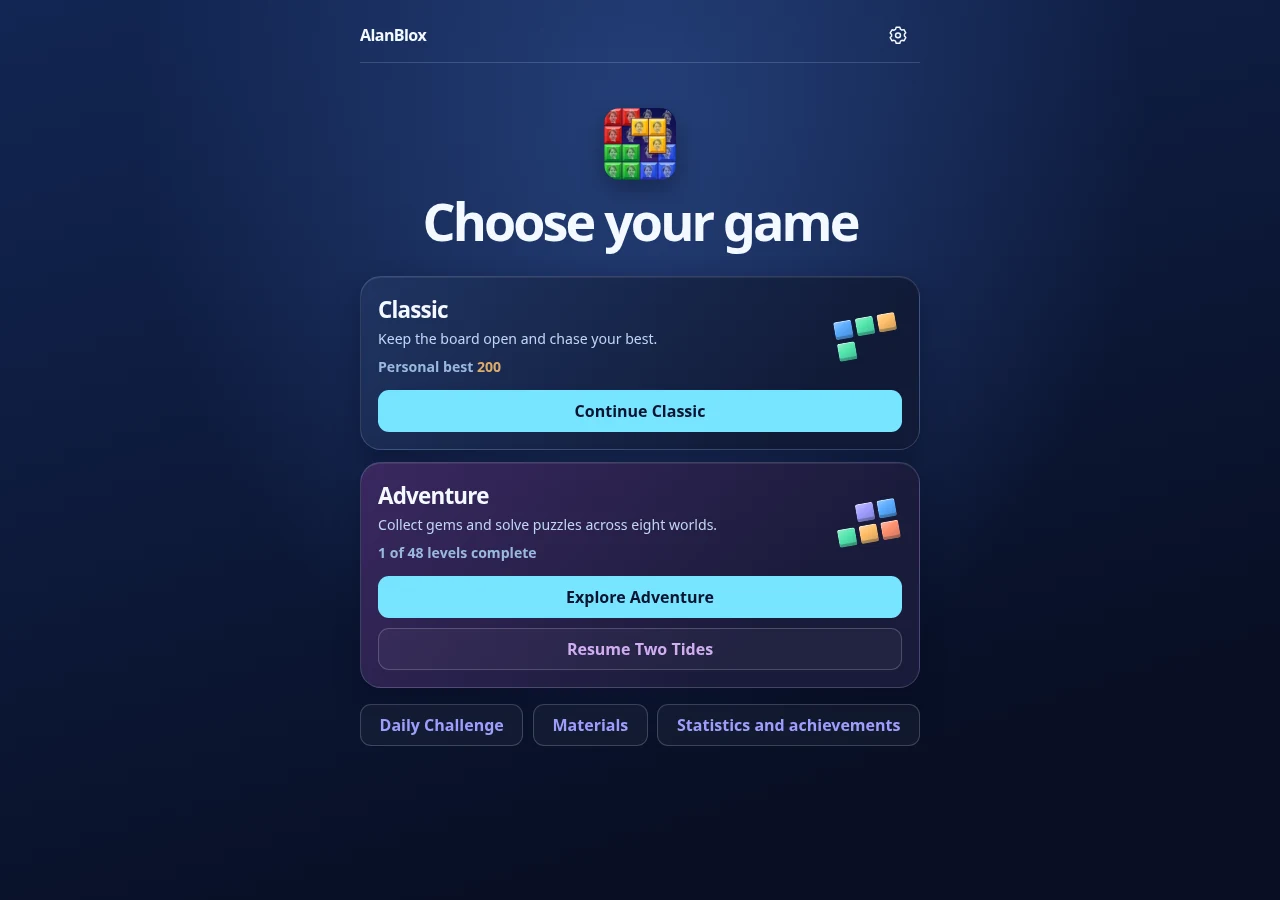 AlanBlox
Choose your game
Classic
Keep the board open and chase your best.
Personal best 200
Continue Classic
Adventure
Collect gems and solve puzzles across eight worlds.
1 of 48 levels complete
Explore Adventure
Resume Two Tides
Daily Challenge
Materials
Statistics and achievements